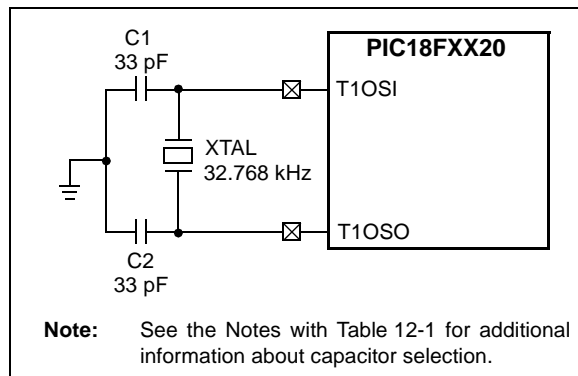 C1
33 pF
PIC18FXX20
T1OSI
XTAL
32.768 kHz
T1OSO
C2
33 pF
Note: See the Notes with Table 12-1 for additional
information about capacitor selection.